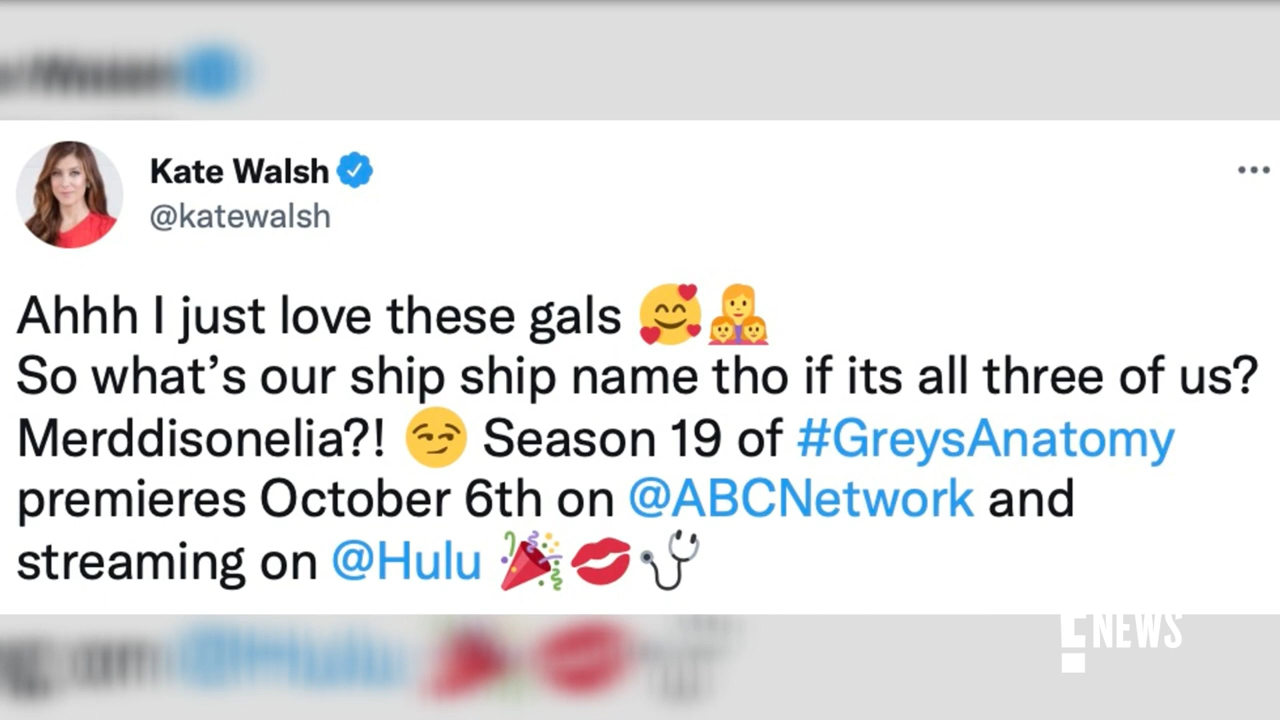 Kate Walsh
@katewalsh
Ahhh I just love these gals 🥰👩‍👧‍👧
So what's our ship ship name tho if its all three of us?
Merddisonelia?! 😏 Season 19 of #GreysAnatomy
premieres October 6th on @ABCNetwork and
streaming on @Hulu 🎉💋🩺
@Hulu
E! NEWS